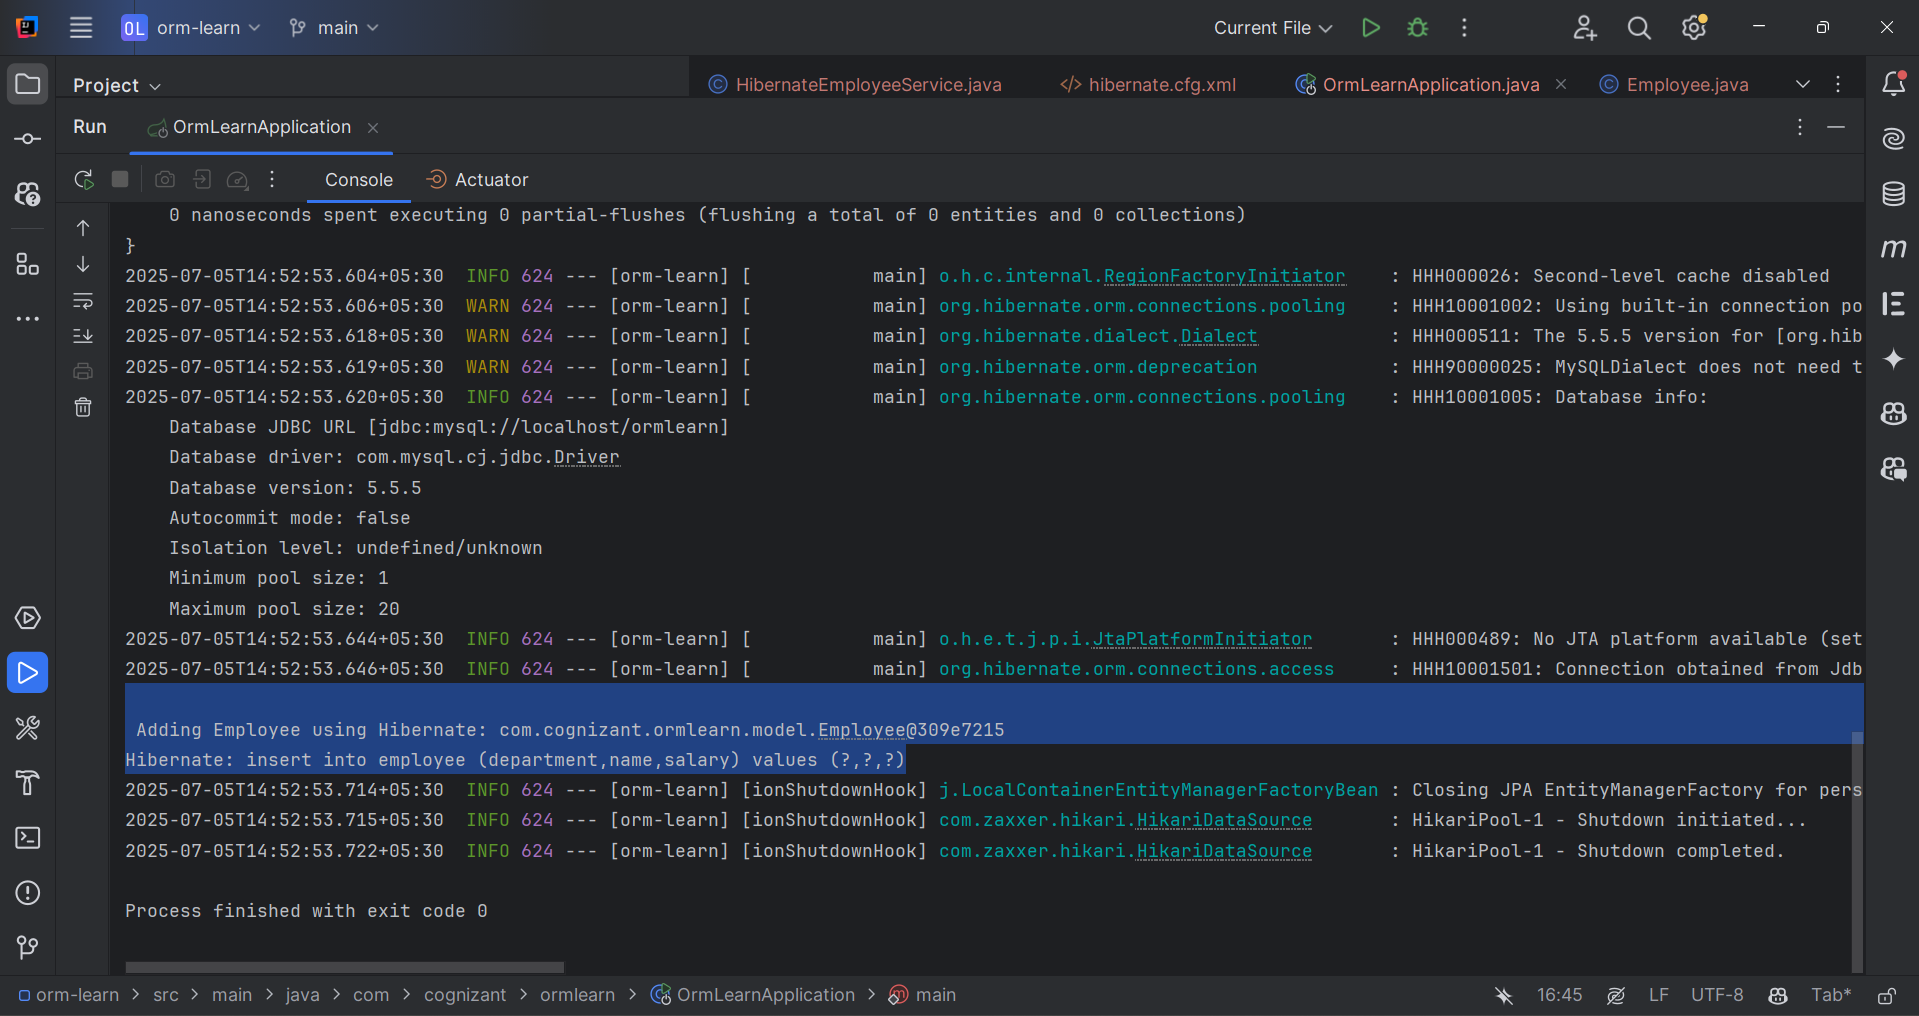 OL orm-learn main Current File
Project HibernateEmployeeService.java hibernate.cfg.xml OrmLearnApplication.java Employee.java
Run OrmLearnApplication
Console Actuator
0 nanoseconds spent executing 0 partial-flushes (flushing a total of 0 entities and 0 collections)
}
2025-07-05T14:52:53.604+05:30 INFO 624 --- [orm-learn] [ main] o.h.c.internal.RegionFactoryInitiator : HHH000026: Second-level cache disabled
2025-07-05T14:52:53.606+05:30 WARN 624 --- [orm-learn] [ main] org.hibernate.orm.connections.pooling : HHH10001002: Using built-in connection po
2025-07-05T14:52:53.618+05:30 WARN 624 --- [orm-learn] [ main] org.hibernate.dialect.Dialect : HHH000511: The 5.5.5 version for [org.hib
2025-07-05T14:52:53.619+05:30 WARN 624 --- [orm-learn] [ main] org.hibernate.orm.deprecation : HHH90000025: MySQLDialect does not need t
2025-07-05T14:52:53.620+05:30 INFO 624 --- [orm-learn] [ main] org.hibernate.orm.connections.pooling : HHH10001005: Database info:
Database JDBC URL [jdbc:mysql://localhost/ormlearn]
Database driver: com.mysql.cj.jdbc.Driver
Database version: 5.5.5
Autocommit mode: false
Isolation level: undefined/unknown
Minimum pool size: 1
Maximum pool size: 20
2025-07-05T14:52:53.644+05:30 INFO 624 --- [orm-learn] [ main] o.h.e.t.j.p.i.JtaPlatformInitiator : HHH000489: No JTA platform available (set
2025-07-05T14:52:53.646+05:30 INFO 624 --- [orm-learn] [ main] org.hibernate.orm.connections.access : HHH10001501: Connection obtained from Jdb
Adding Employee using Hibernate: com.cognizant.ormlearn.model.Employee@309e7215
Hibernate: insert into employee (department,name,salary) values (?,?,?)
2025-07-05T14:52:53.714+05:30 INFO 624 --- [orm-learn] [ionShutdownHook] j.LocalContainerEntityManagerFactoryBean : Closing JPA EntityManagerFactory for pers
2025-07-05T14:52:53.715+05:30 INFO 624 --- [orm-learn] [ionShutdownHook] com.zaxxer.hikari.HikariDataSource : HikariPool-1 - Shutdown initiated...
2025-07-05T14:52:53.722+05:30 INFO 624 --- [orm-learn] [ionShutdownHook] com.zaxxer.hikari.HikariDataSource : HikariPool-1 - Shutdown completed.
Process finished with exit code 0
orm-learn > src > main > java > com > cognizant > ormlearn > OrmLearnApplication > main 16:45 LF UTF-8 Tab*